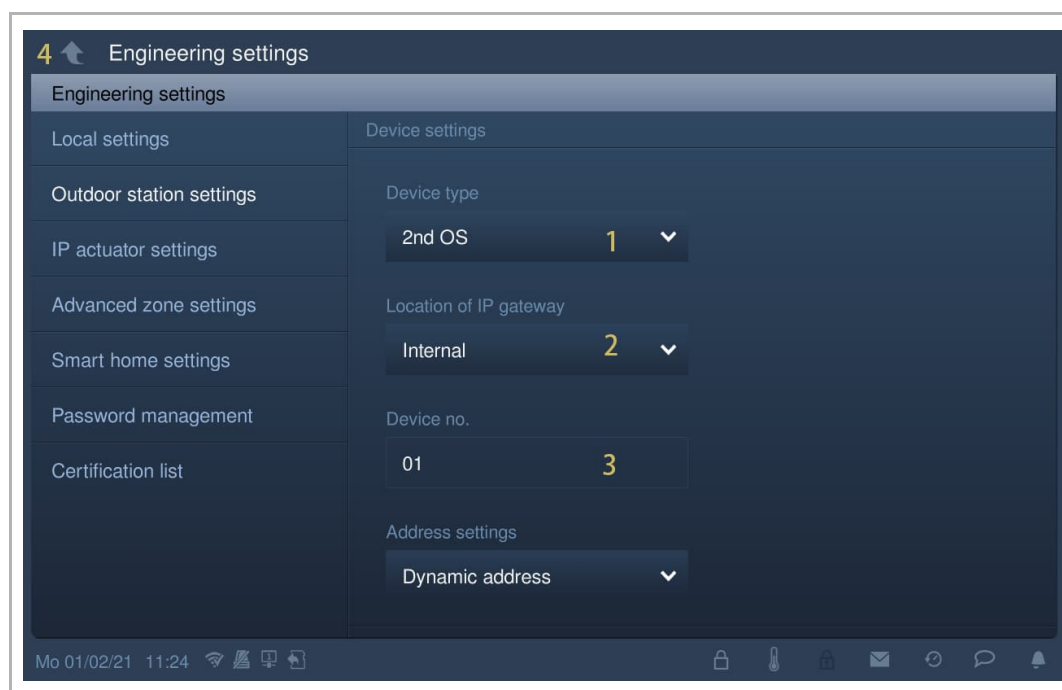 4 Engineering settings
Engineering settings
Local settings
Outdoor station settings
IP actuator settings
Advanced zone settings
Smart home settings
Password management
Certification list
Device settings
Device type
2nd OS 1
Location of IP gateway
Internal 2
Device no.
01 3
Address settings
Dynamic address
Mo 01/02/21 11:24